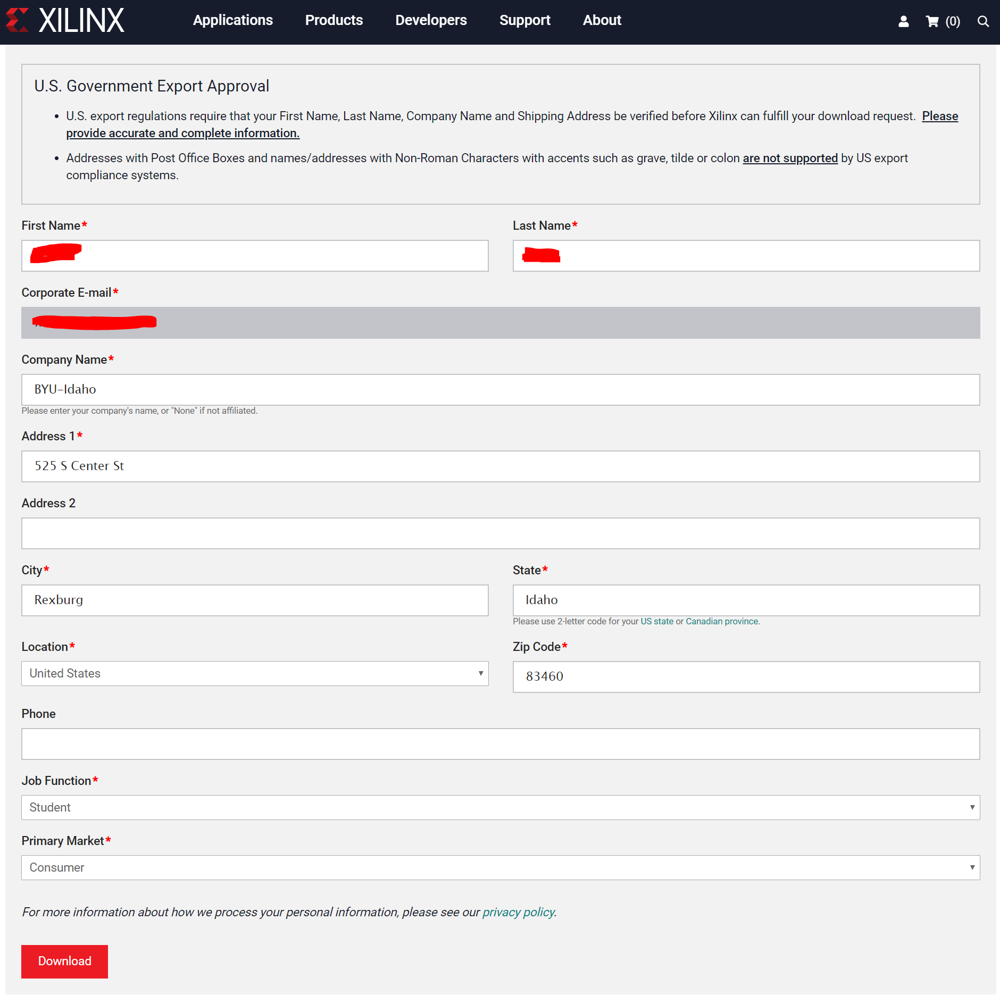 XILINX
Applications Products Developers Support About (0)
U.S. Government Export Approval
• U.S. export regulations require that your First Name, Last Name, Company Name and Shipping Address be verified before Xilinx can fulfill your download request. Please
provide accurate and complete information.
• Addresses with Post Office Boxes and names/addresses with Non-Roman Characters with accents such as grave, tilde or colon are not supported by US export
compliance systems.
First Name* Last Name*
Corporate E-mail*
Company Name*
BYU-Idaho
Please enter your company's name, or "None" if not affiliated.
Address 1*
525 S Center St
Address 2
City* State*
Rexburg Idaho
Please use 2-letter code for your US state or Canadian province.
Location* Zip Code*
United States 83460
Phone
Job Function*
Student
Primary Market*
Consumer
For more information about how we process your personal information, please see our privacy policy.
Download